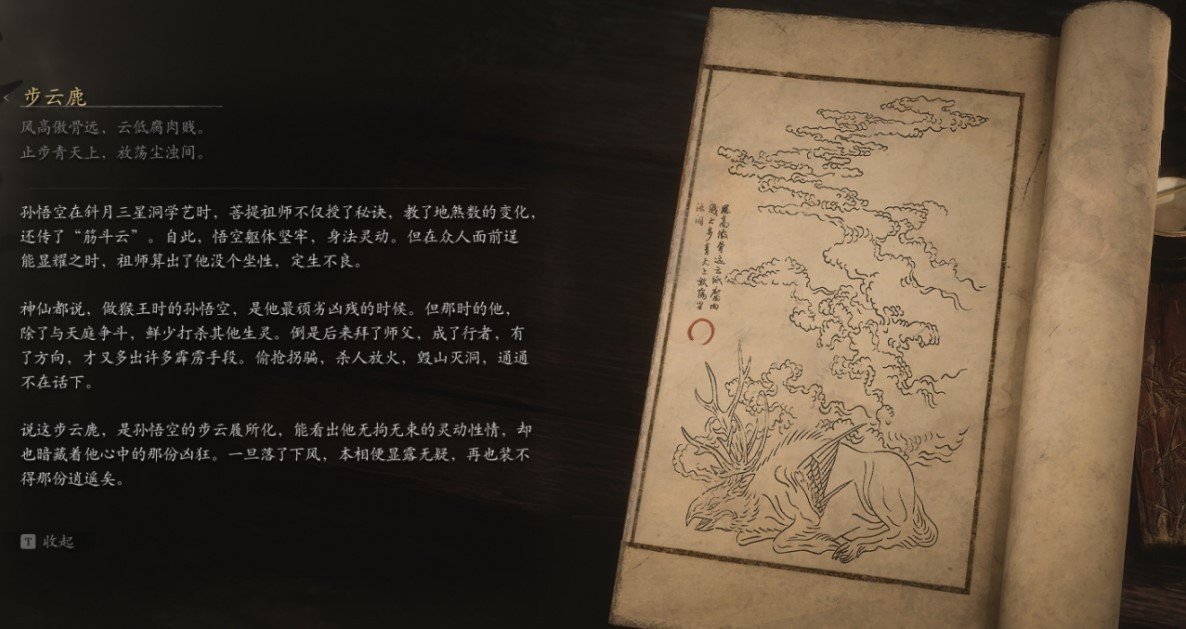 步云鹿
风高傲骨远，云低腐肉贱。
止步青天上，放荡尘浊间。
孙悟空在斜月三星洞学艺时，菩提祖师不仅授了秘诀，教了地煞数的变化，
还传了“筋斗云”。自此，悟空躯体坚牢，身法灵动。但在众人面前逞
能显耀之时，祖师算出了他没个坐性，定生不良。
神仙都说，做猴王时的孙悟空，是他最顽劣凶残的时候。但那时的他，
除了与天庭争斗，鲜少打杀其他生灵。倒是后来拜了师父，成了行者，有
了方向，才又多出许多霹雳手段。偷抢拐骗，杀人放火，毁山灭洞，通通
不在话下。
说这步云鹿，是孙悟空的步云履所化，能看出他无拘无束的灵动性情，却
也暗藏着他心中的那份凶狂。一旦落了下风，本相便显露无疑，再也装不
得那份逍遥矣。
T 收起
風高傲骨遠云低腐肉
賤止步青天上放蕩塵
濁間